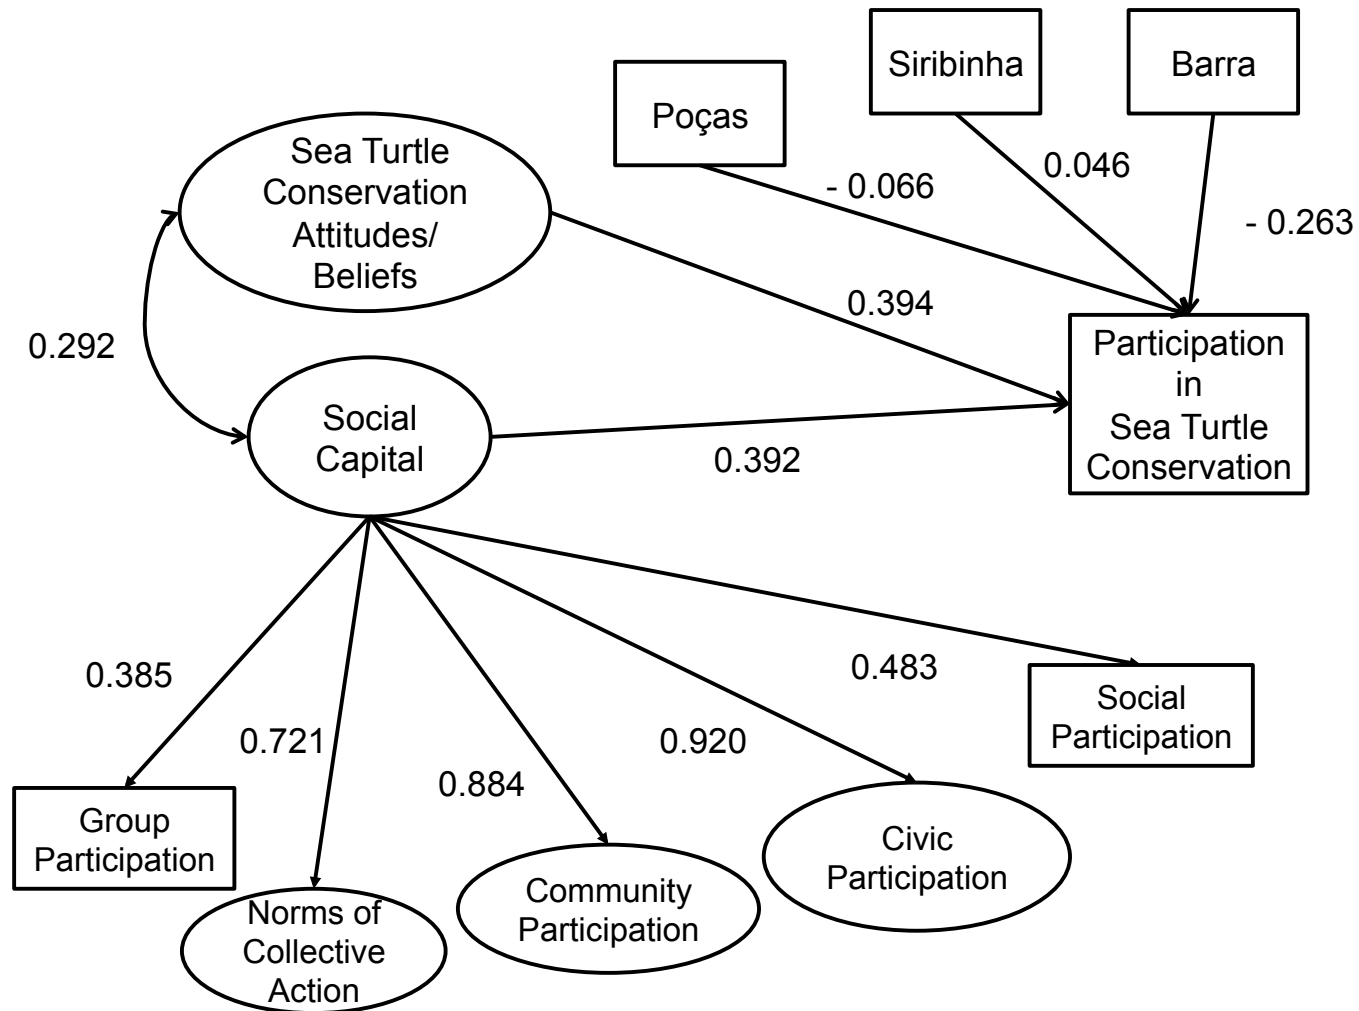 Siribinha
Barra
Poças
Sea Turtle
Conservation
Attitudes/
Beliefs
- 0.066
0.046
- 0.263
0.394
0.292
Participation
in
Sea Turtle
Conservation
Social
Capital
0.392
0.385
0.721
0.884
0.920
0.483
Social
Participation
Group
Participation
Civic
Participation
Community
Participation
Norms of
Collective
Action